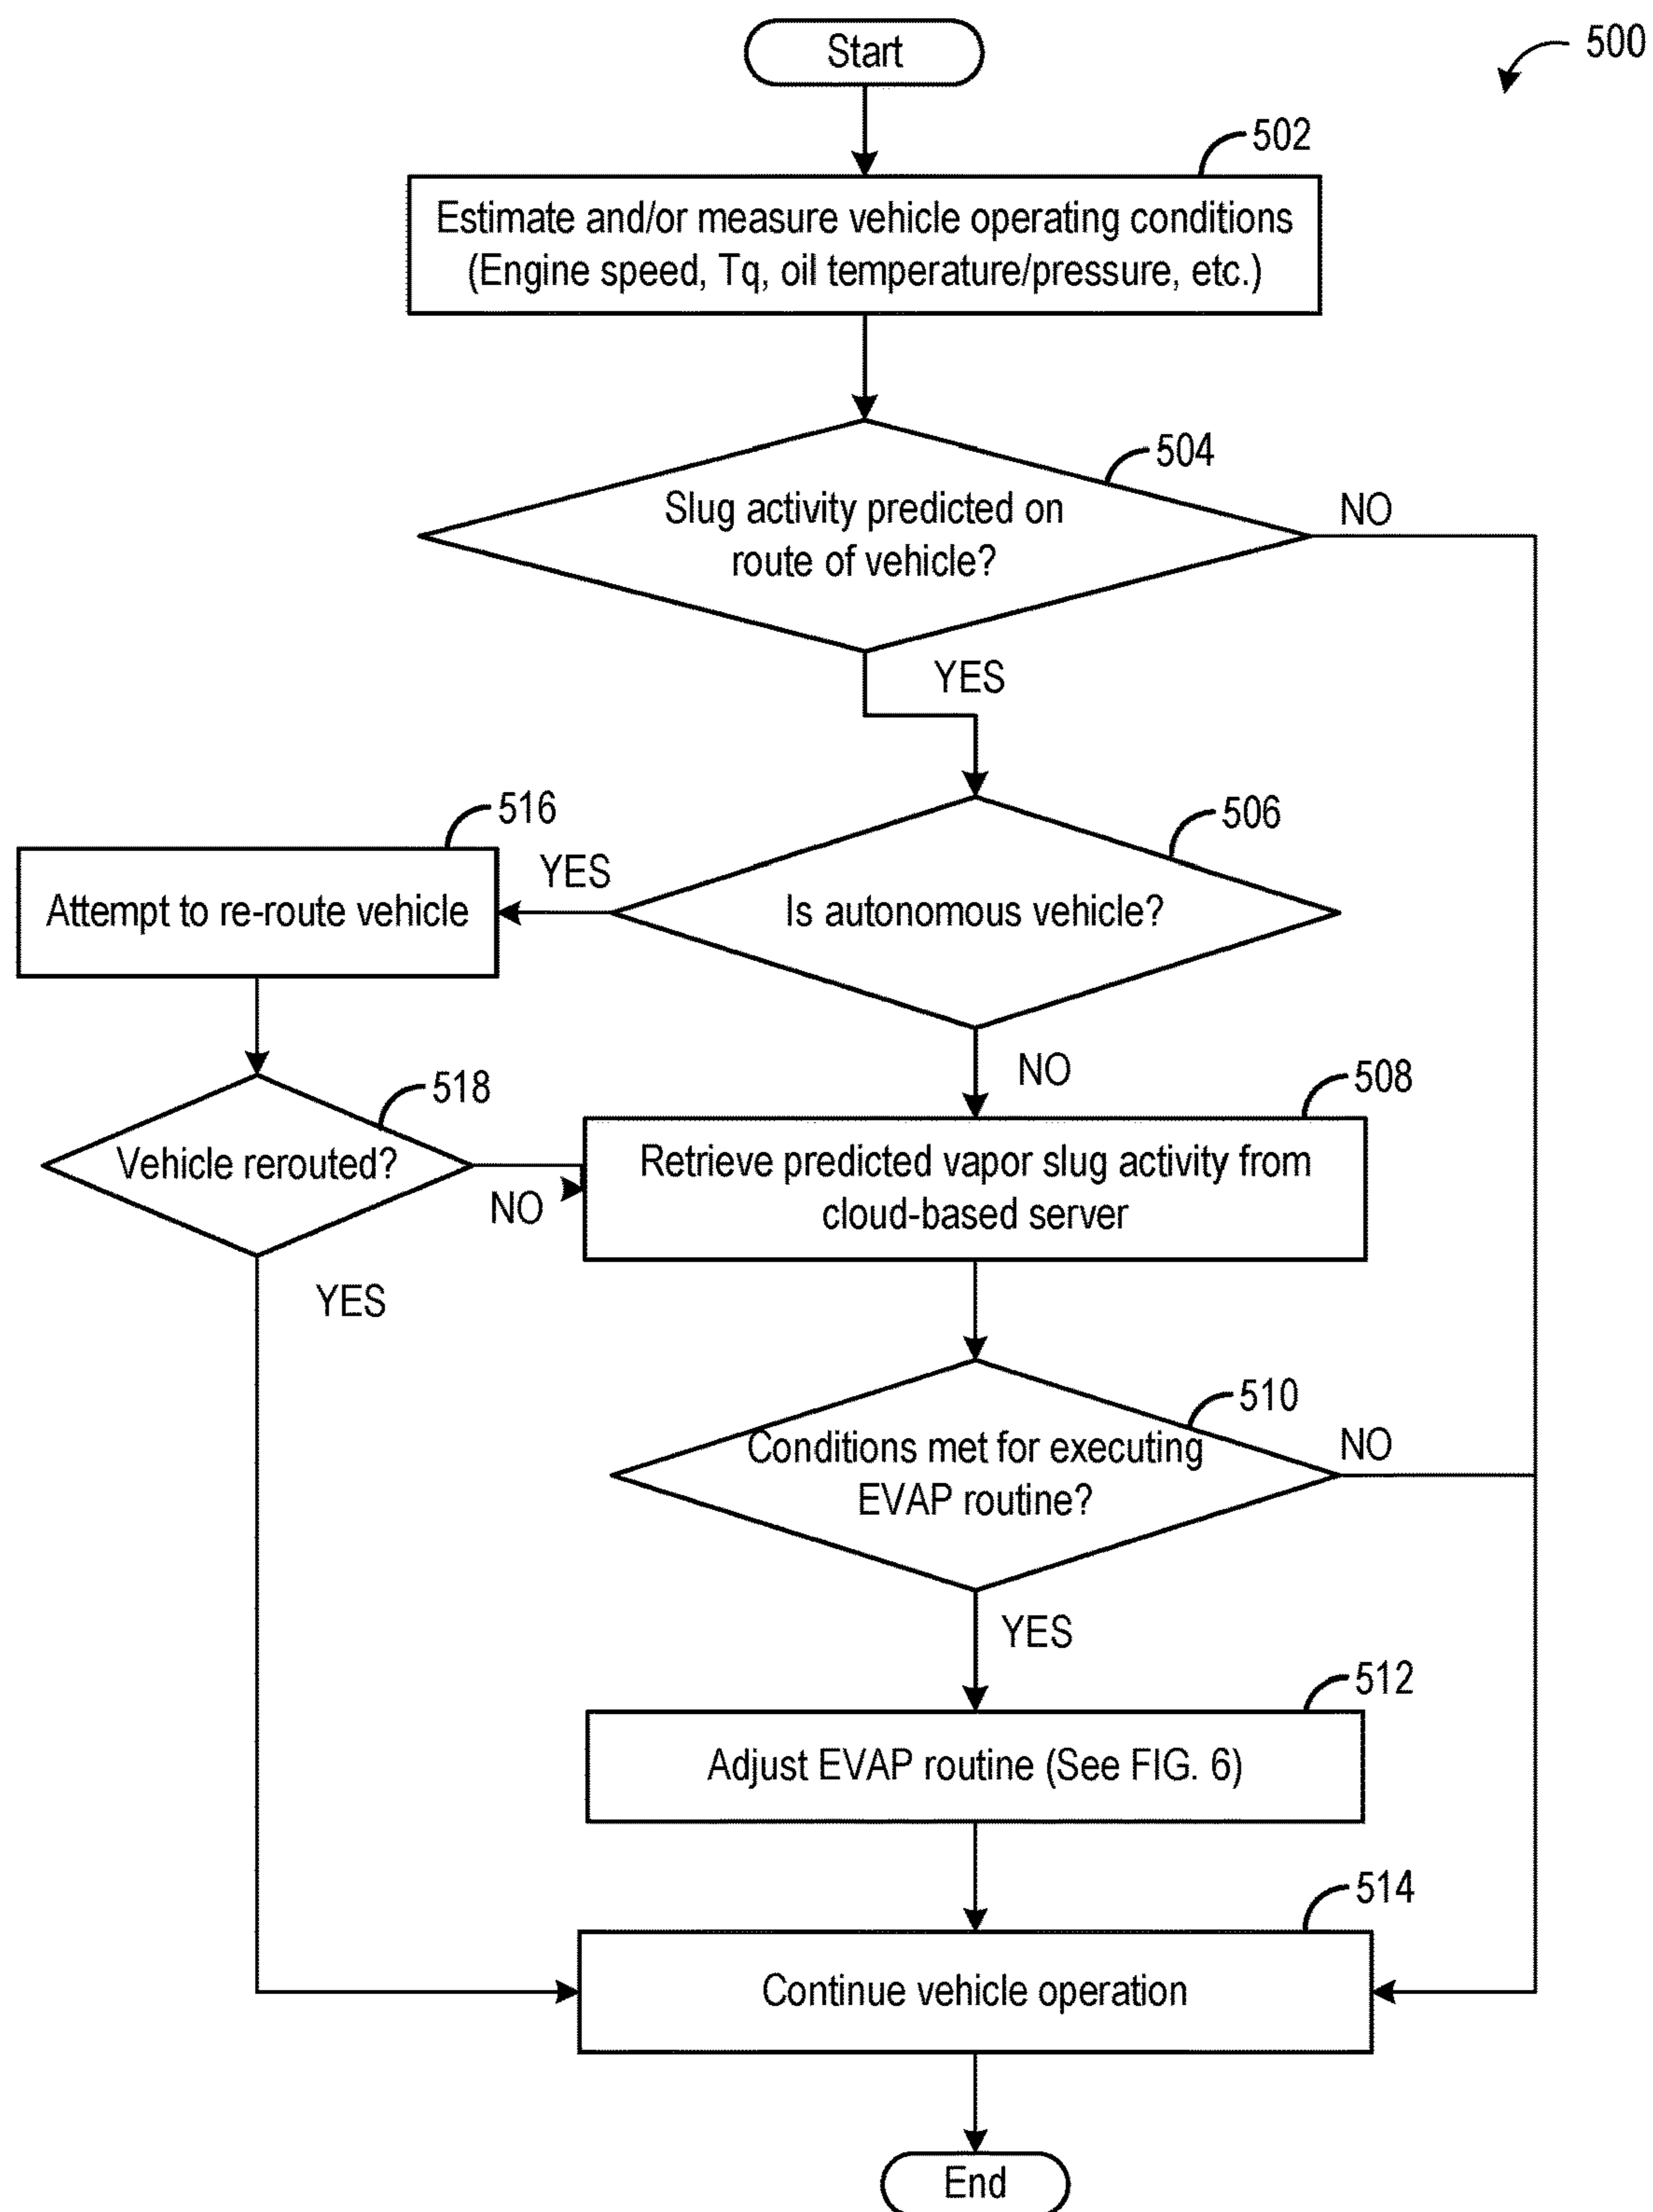 Start
500
502
Estimate and/or measure vehicle operating conditions
(Engine speed, Tq, oil temperature/pressure, etc.)
504
Slug activity predicted on
route of vehicle?
NO
YES
516
506
YES
Attempt to re-route vehicle
Is autonomous vehicle?
NO
518
508
Vehicle rerouted?
Retrieve predicted vapor slug activity from
cloud-based server
NO
YES
510
Conditions met for executing
EVAP routine?
NO
YES
512
Adjust EVAP routine (See FIG. 6)
514
Continue vehicle operation
End